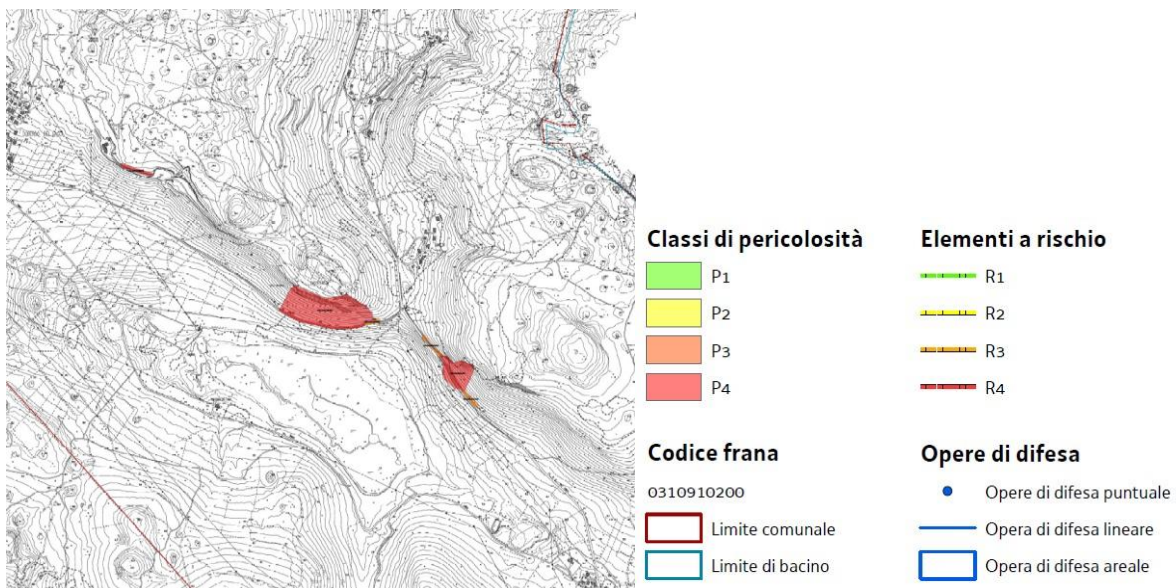 Classi di pericolosità
P1
P2
P3
P4
Elementi a rischio
R1
R2
R3
R4
Codice frana
0310910200
Limite comunale
Limite di bacino
Opere di difesa
Opere di difesa puntuale
Opera di difesa lineare
Opera di difesa areale